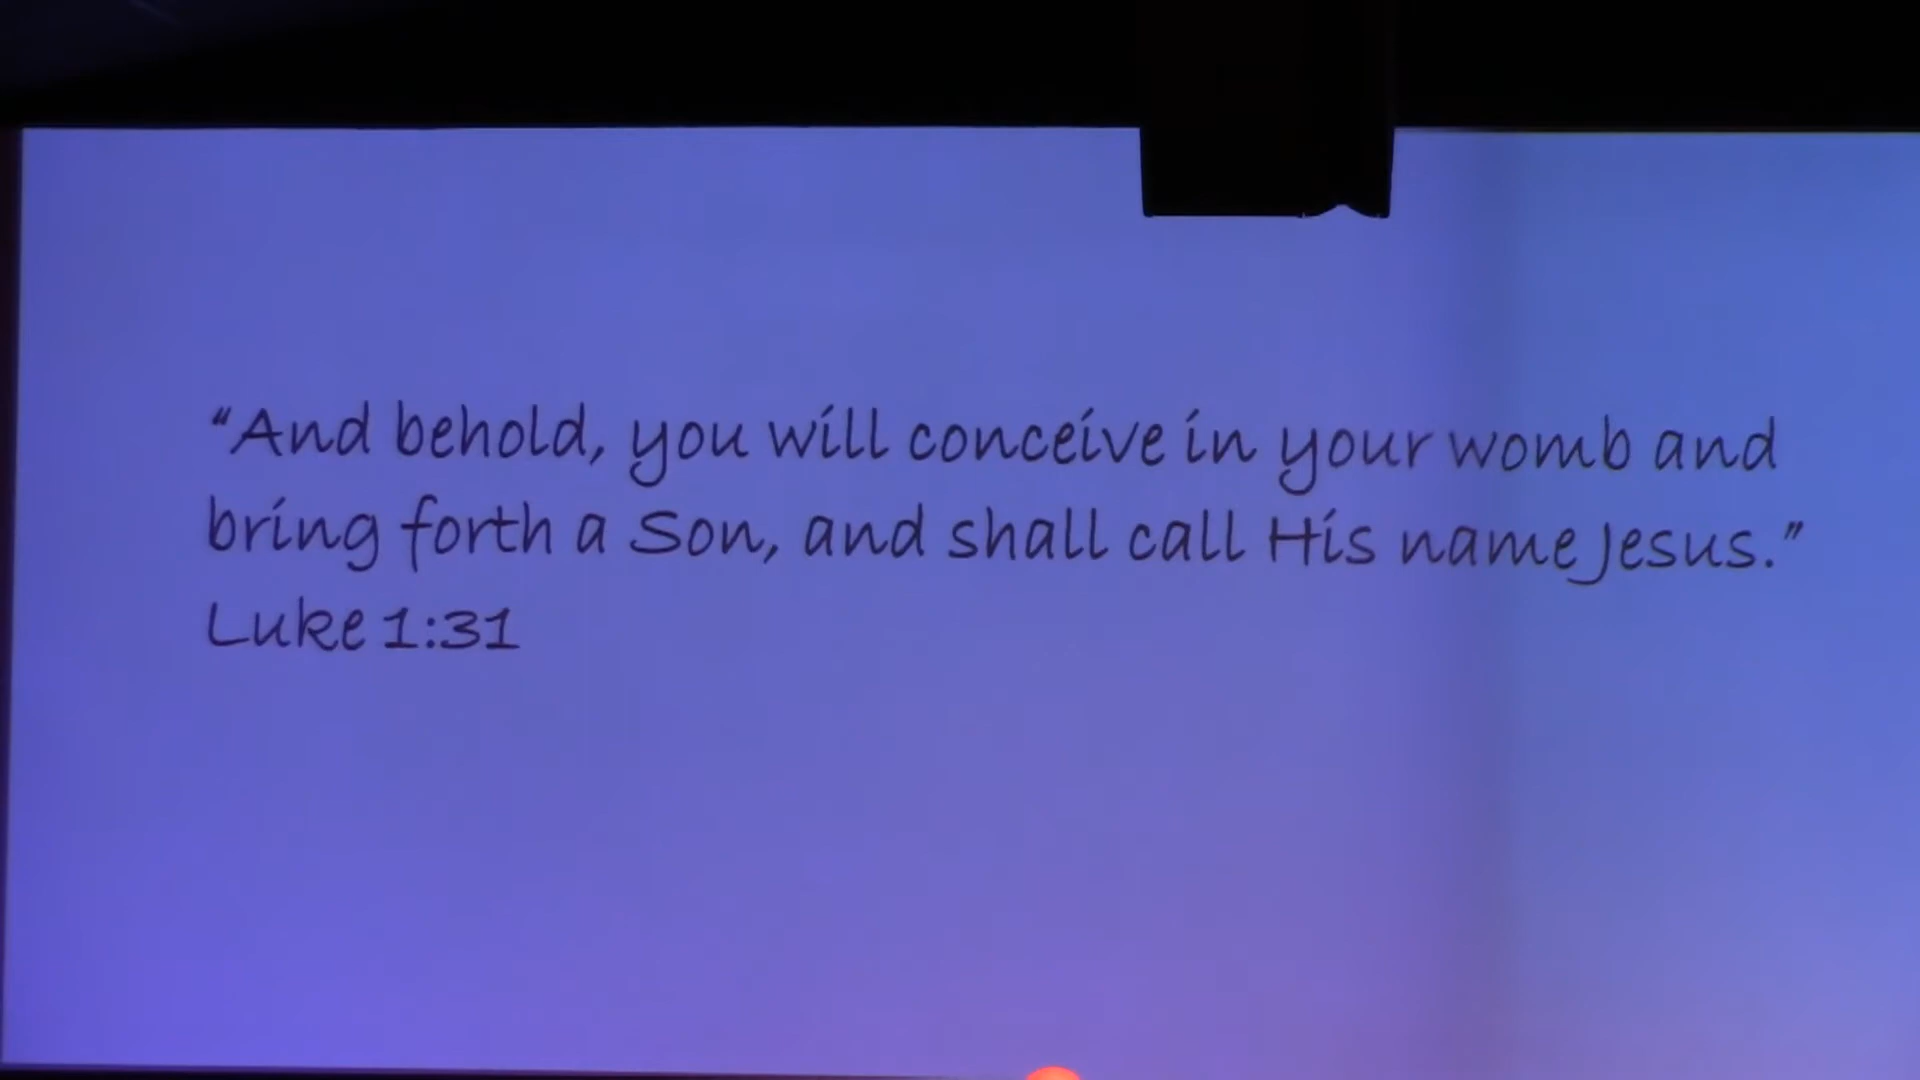 “And behold, you will conceive in your womb and
bring forth a Son, and shall call His name Jesus.”
Luke 1:31